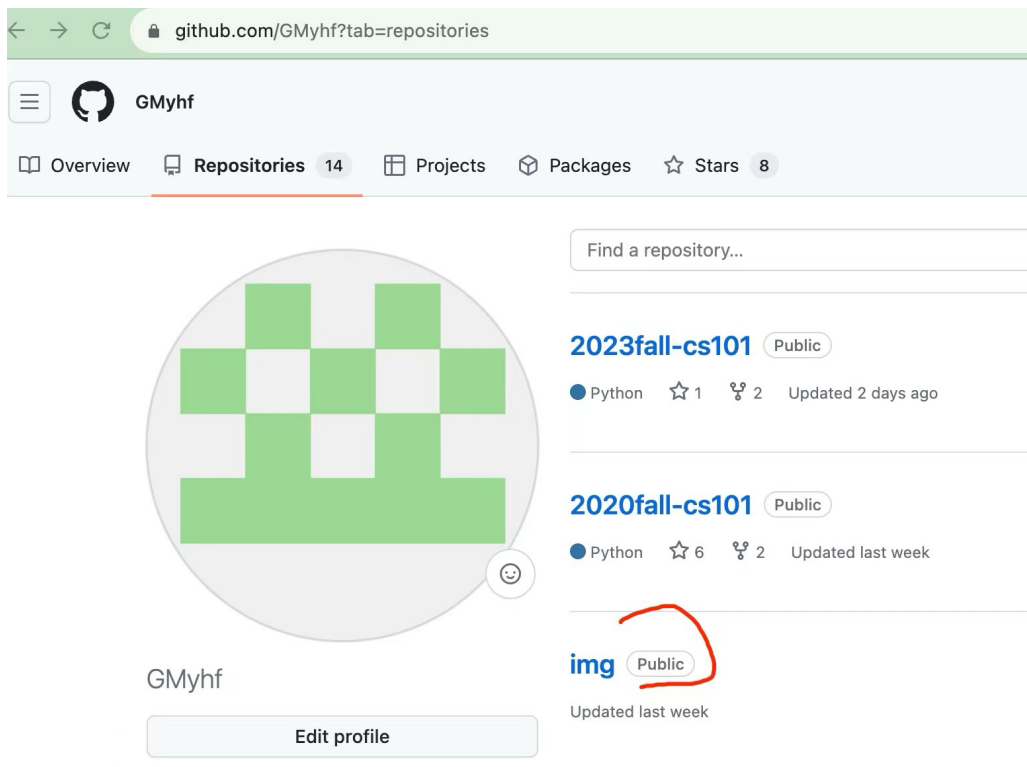 github.com/GMyhf?tab=repositories
GMyhf
Overview Repositories 14 Projects Packages Stars 8
Find a repository...
2023fall-cs101 Public
Python 1 2 Updated 2 days ago
2020fall-cs101 Public
Python 6 2 Updated last week
img Public
Updated last week
GMyhf
Edit profile